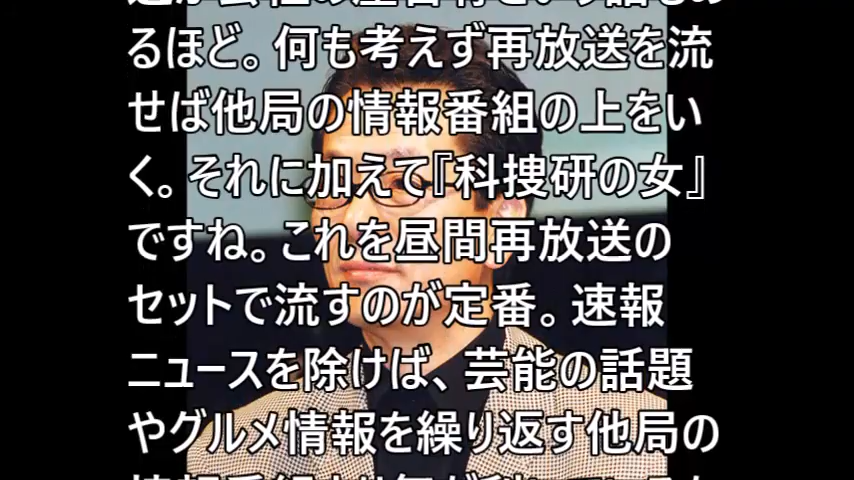 るほど。何も考えず再放送を流
せば他局の情報番組の上をい
く。それに加えて『科捜研の女』
ですね。これを昼間再放送の
セットで流すのが定番。速報
ニュースを除けば、芸能の話題
やグルメ情報を繰り返す他局の